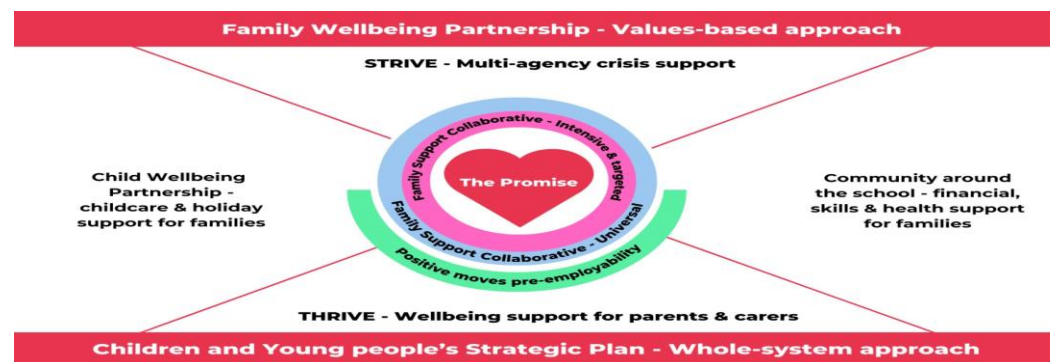 Family Wellbeing Partnership - Values-based approach
STRIVE - Multi-agency crisis support
Family Support Collaborative - Intensive & targeted
The Promise
Child Wellbeing
Partnership -
childcare & holiday
support for families
Community around
the school - financial,
skills & health support
for families
Family Support Collaborative - Universal
Positive moves pre-employability
THRIVE - Wellbeing support for parents & carers
Children and Young people's Strategic Plan - Whole-system approach